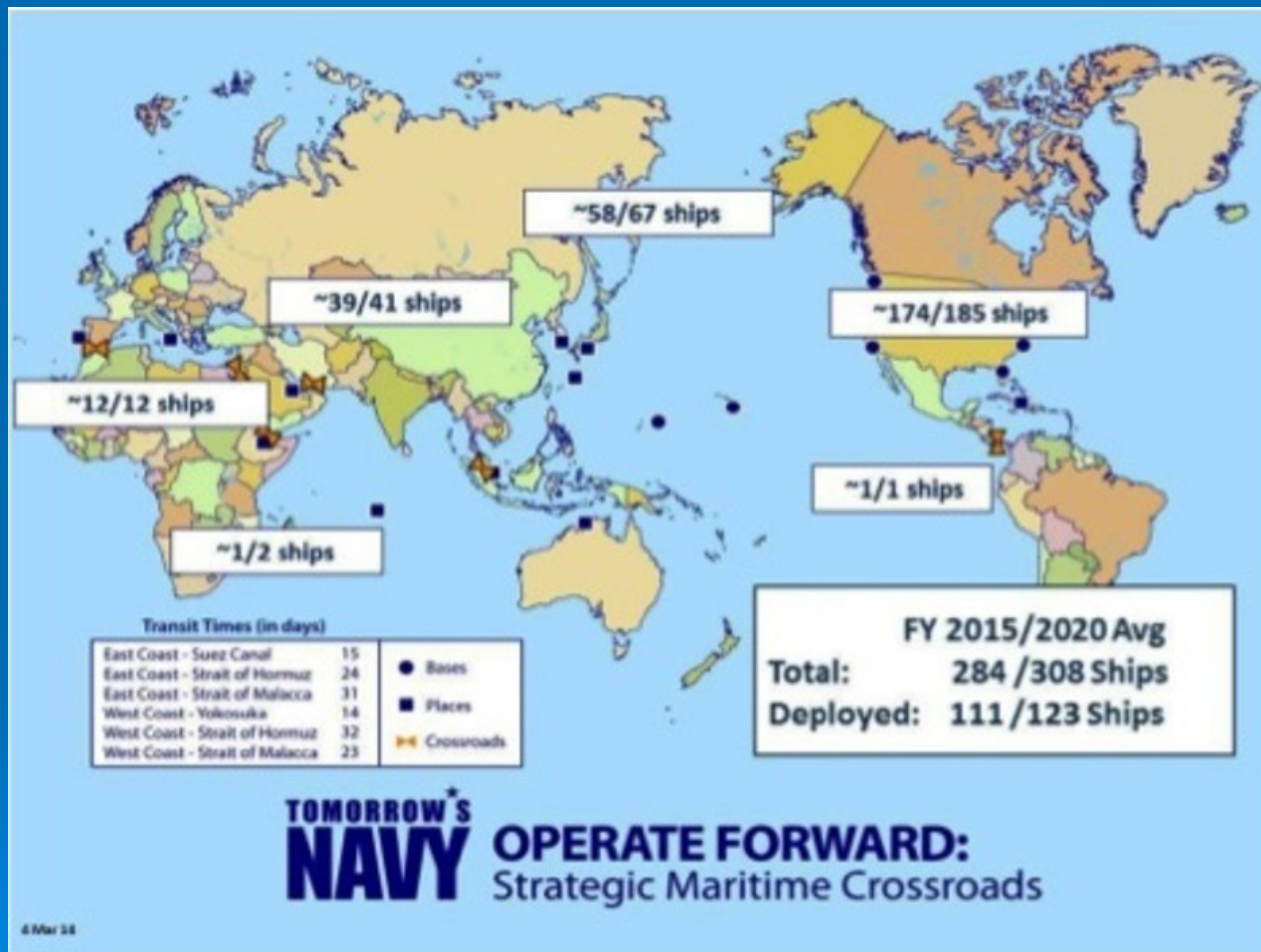 ~58/67 ships
~39/41 ships
~174/185 ships
~12/12 ships
~1/1 ships
~1/2 ships
Transit Times (in days)
East Coast - Suez Canal 15
East Coast - Strait of Hormuz 24
East Coast - Strait of Malacca 31
West Coast - Yokosuka 14
West Coast - Strait of Hormuz 32
West Coast - Strait of Malacca 23
Bases
Places
Crossroads
FY 2015/2020 Avg
Total: 284 /308 Ships
Deployed: 111 /123 Ships
TOMORROW'S
NAVY
OPERATE FORWARD:
Strategic Maritime Crossroads
4 Mar 14